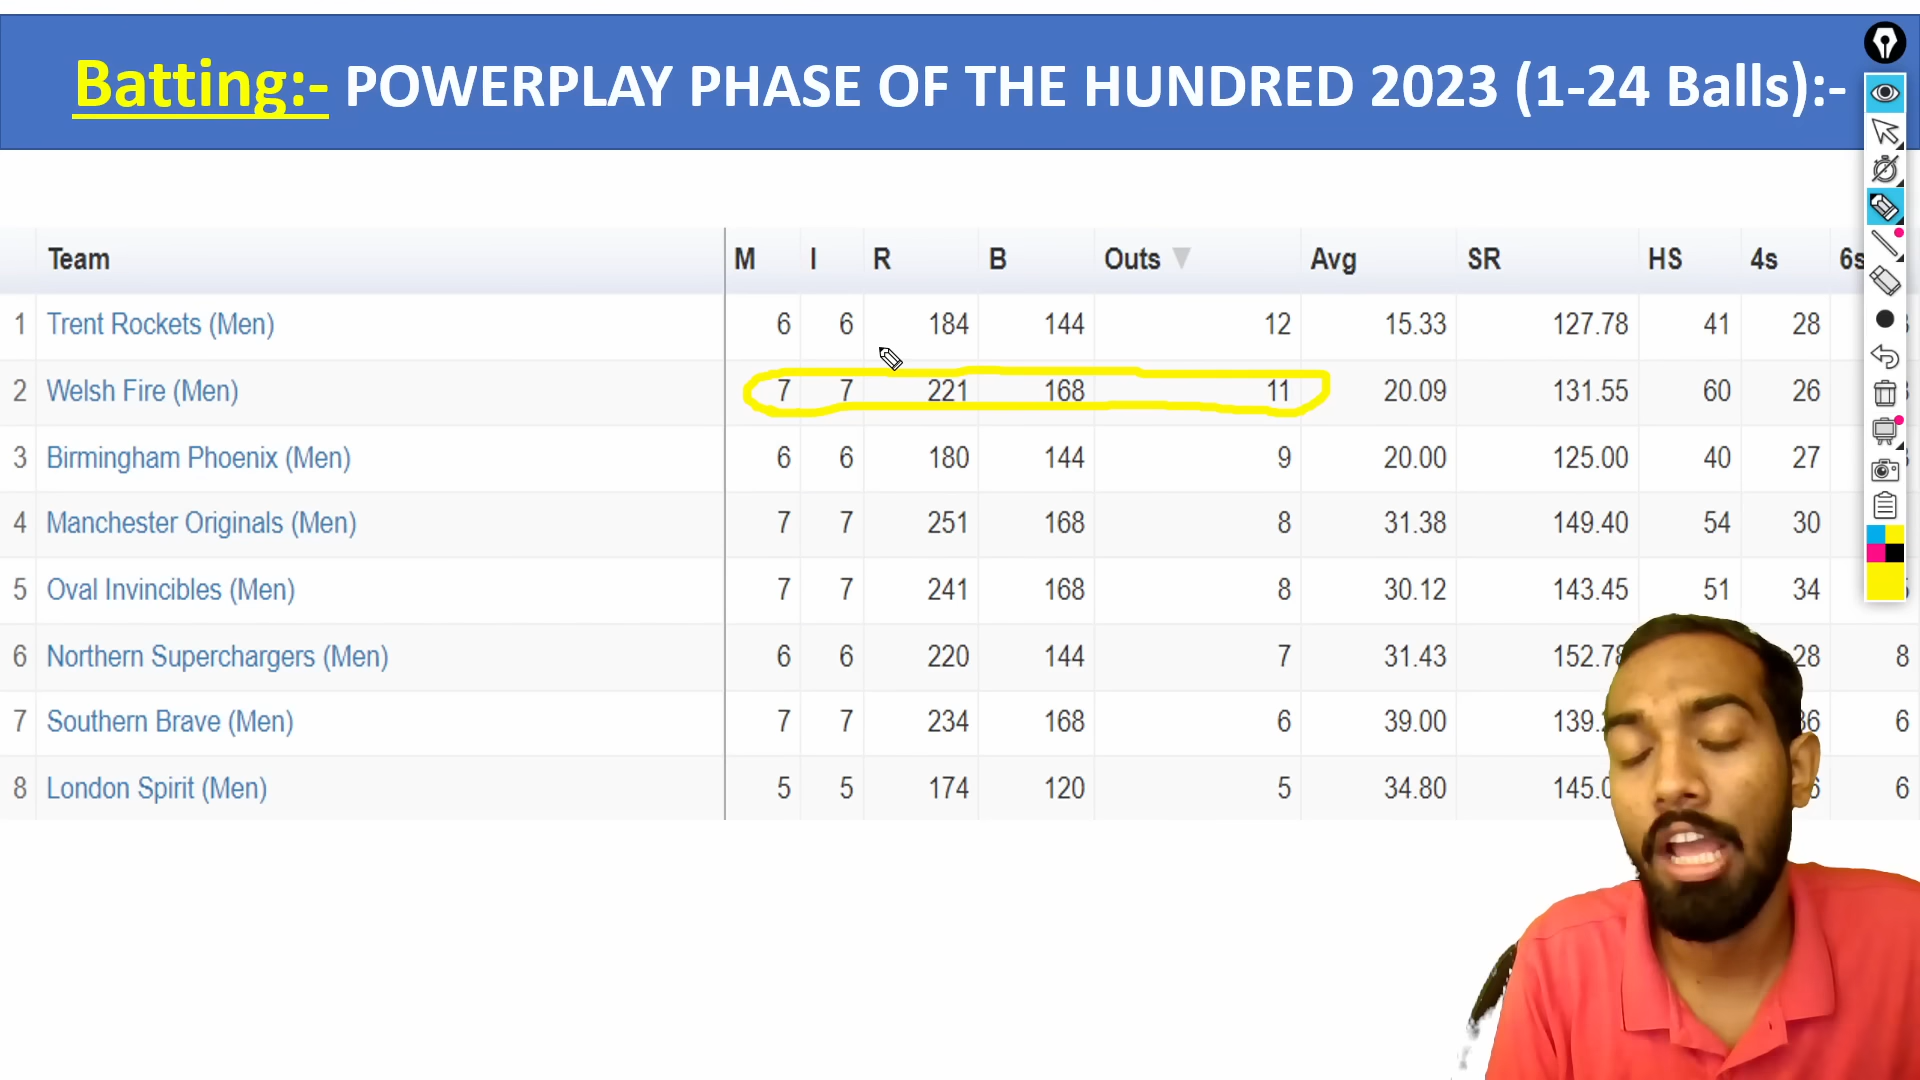 Batting:- POWERPLAY PHASE OF THE HUNDRED 2023 (1-24 Balls):-
Team M I R B Outs Avg SR HS 4s 6s
1 Trent Rockets (Men) 6 6 184 144 12 15.33 127.78 41 28
2 Welsh Fire (Men) 7 7 221 168 11 20.09 131.55 60 26
3 Birmingham Phoenix (Men) 6 6 180 144 9 20.00 125.00 40 27
4 Manchester Originals (Men) 7 7 251 168 8 31.38 149.40 54 30
5 Oval Invincibles (Men) 7 7 241 168 8 30.12 143.45 51 34
6 Northern Superchargers (Men) 6 6 220 144 7 31.43 152.78 28 8
7 Southern Brave (Men) 7 7 234 168 6 39.00 139. 6
8 London Spirit (Men) 5 5 174 120 5 34.80 145.0 6